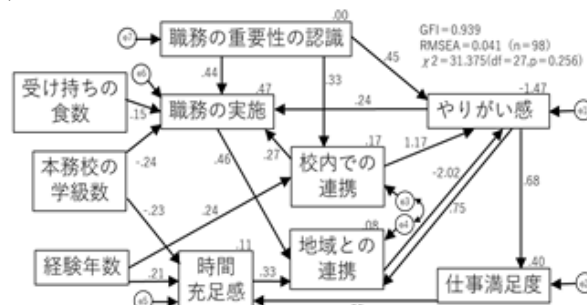 .00
GFI=0.939
RMSEA=0.041 (n=98)
χ2=31.375(df=27,p=0.256)
e7
職務の重要性の認識
.45
e6
.44
.33
.47
-1.47
受け持ちの
食数
.15
職務の実施
.24
やりがい感
本務校の
学級数
-.24
.46
.27
.17
1.17
校内での
連携
-2.02
.68
-.23
.24
e3
e4
.75
.08
.11
.40
経験年数
.21
時間
充足感
.33
地域との
連携
仕事満足度
e5